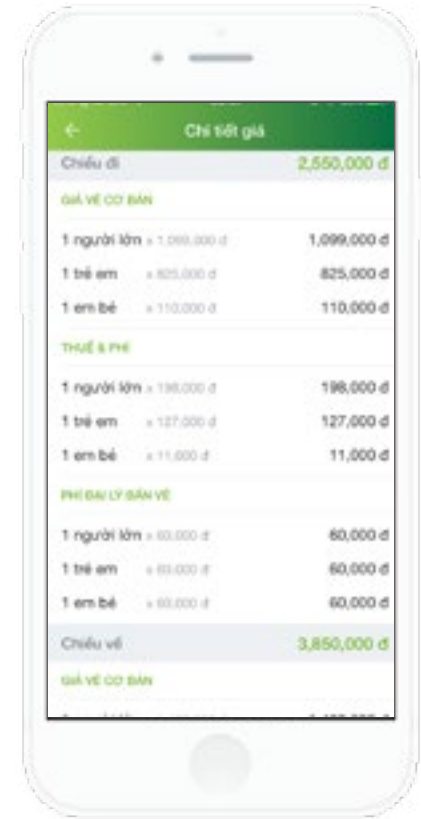 Chi tiết giá
Chiều đi 2,550,000 đ
GIÁ VÉ CƠ BẢN
1 người lớn x 1,099,000 đ 1,099,000 đ
1 trẻ em x 825,000 đ 825,000 đ
1 em bé x 110,000 đ 110,000 đ
THUẾ & PHÍ
1 người lớn x 198,000 đ 198,000 đ
1 trẻ em x 127,000 đ 127,000 đ
1 em bé x 11,000 đ 11,000 đ
PHÍ ĐẠI LÝ BÁN VÉ
1 người lớn x 60,000 đ 60,000 đ
1 trẻ em x 60,000 đ 60,000 đ
1 em bé x 60,000 đ 60,000 đ
Chiều về 3,850,000 đ
GIÁ VÉ CƠ BẢN